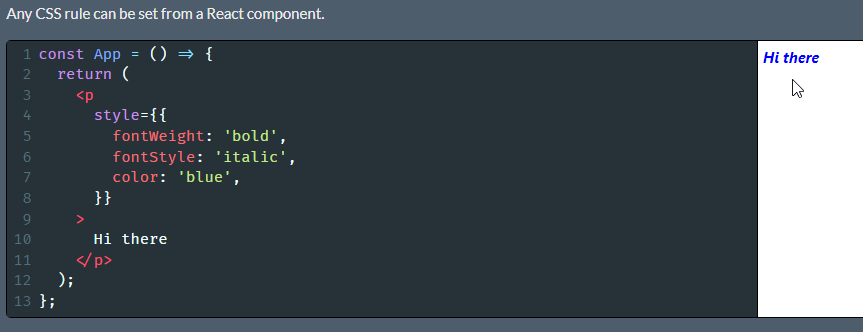 Any CSS rule can be set from a React component.
1 const App = () => {
2   return (
3     <p
4       style={{
5         fontWeight: 'bold',
6         fontStyle: 'italic',
7         color: 'blue',
8       }}
9     >
10       Hi there
11     </p>
12   );
13 };
Hi there